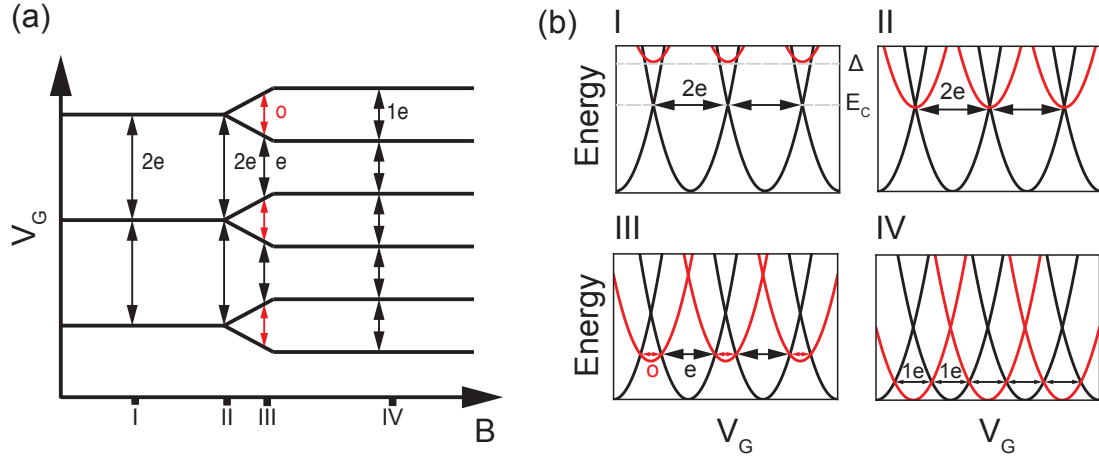 (a)
V_G
2e
2e
o
e
1e
I
II
III
IV
B
(b)
I
Energy
2e
Δ
E_C
II
2e
III
Energy
o
e
V_G
IV
1e
1e
V_G